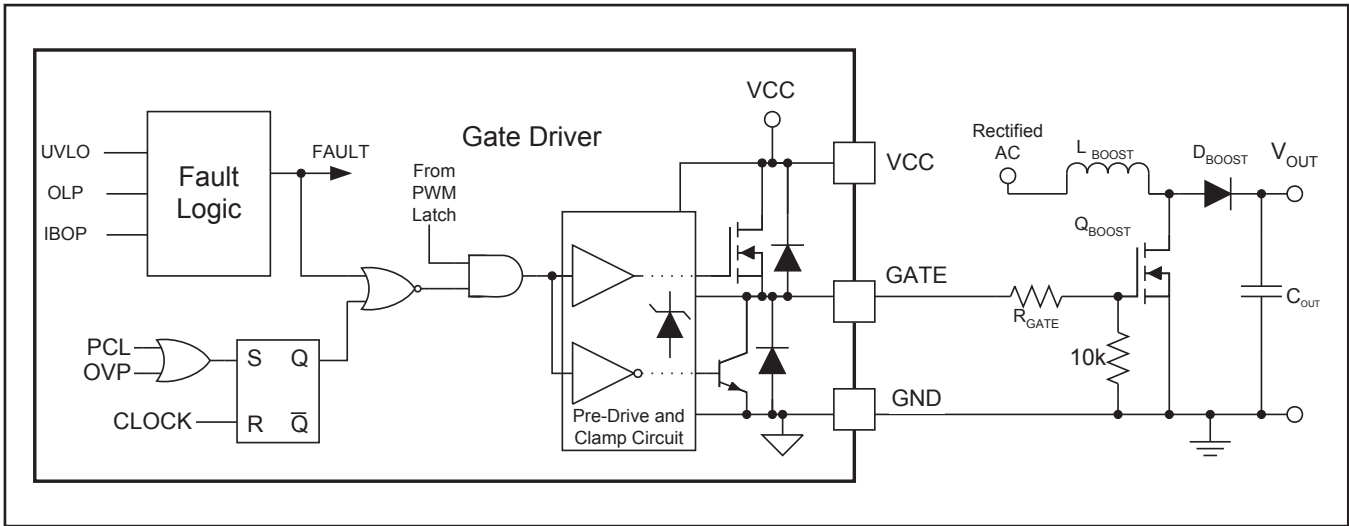 VCC
Gate Driver
UVLO
OLP
IBOP
Fault
Logic
FAULT
From
PWM
Latch
VCC
Rectified
AC
L BOOST
D BOOST
V OUT
Q BOOST
GATE
R GATE
C OUT
10k
PCL
OVP
S Q
CLOCK
R Q̅
Pre-Drive and
Clamp Circuit
GND